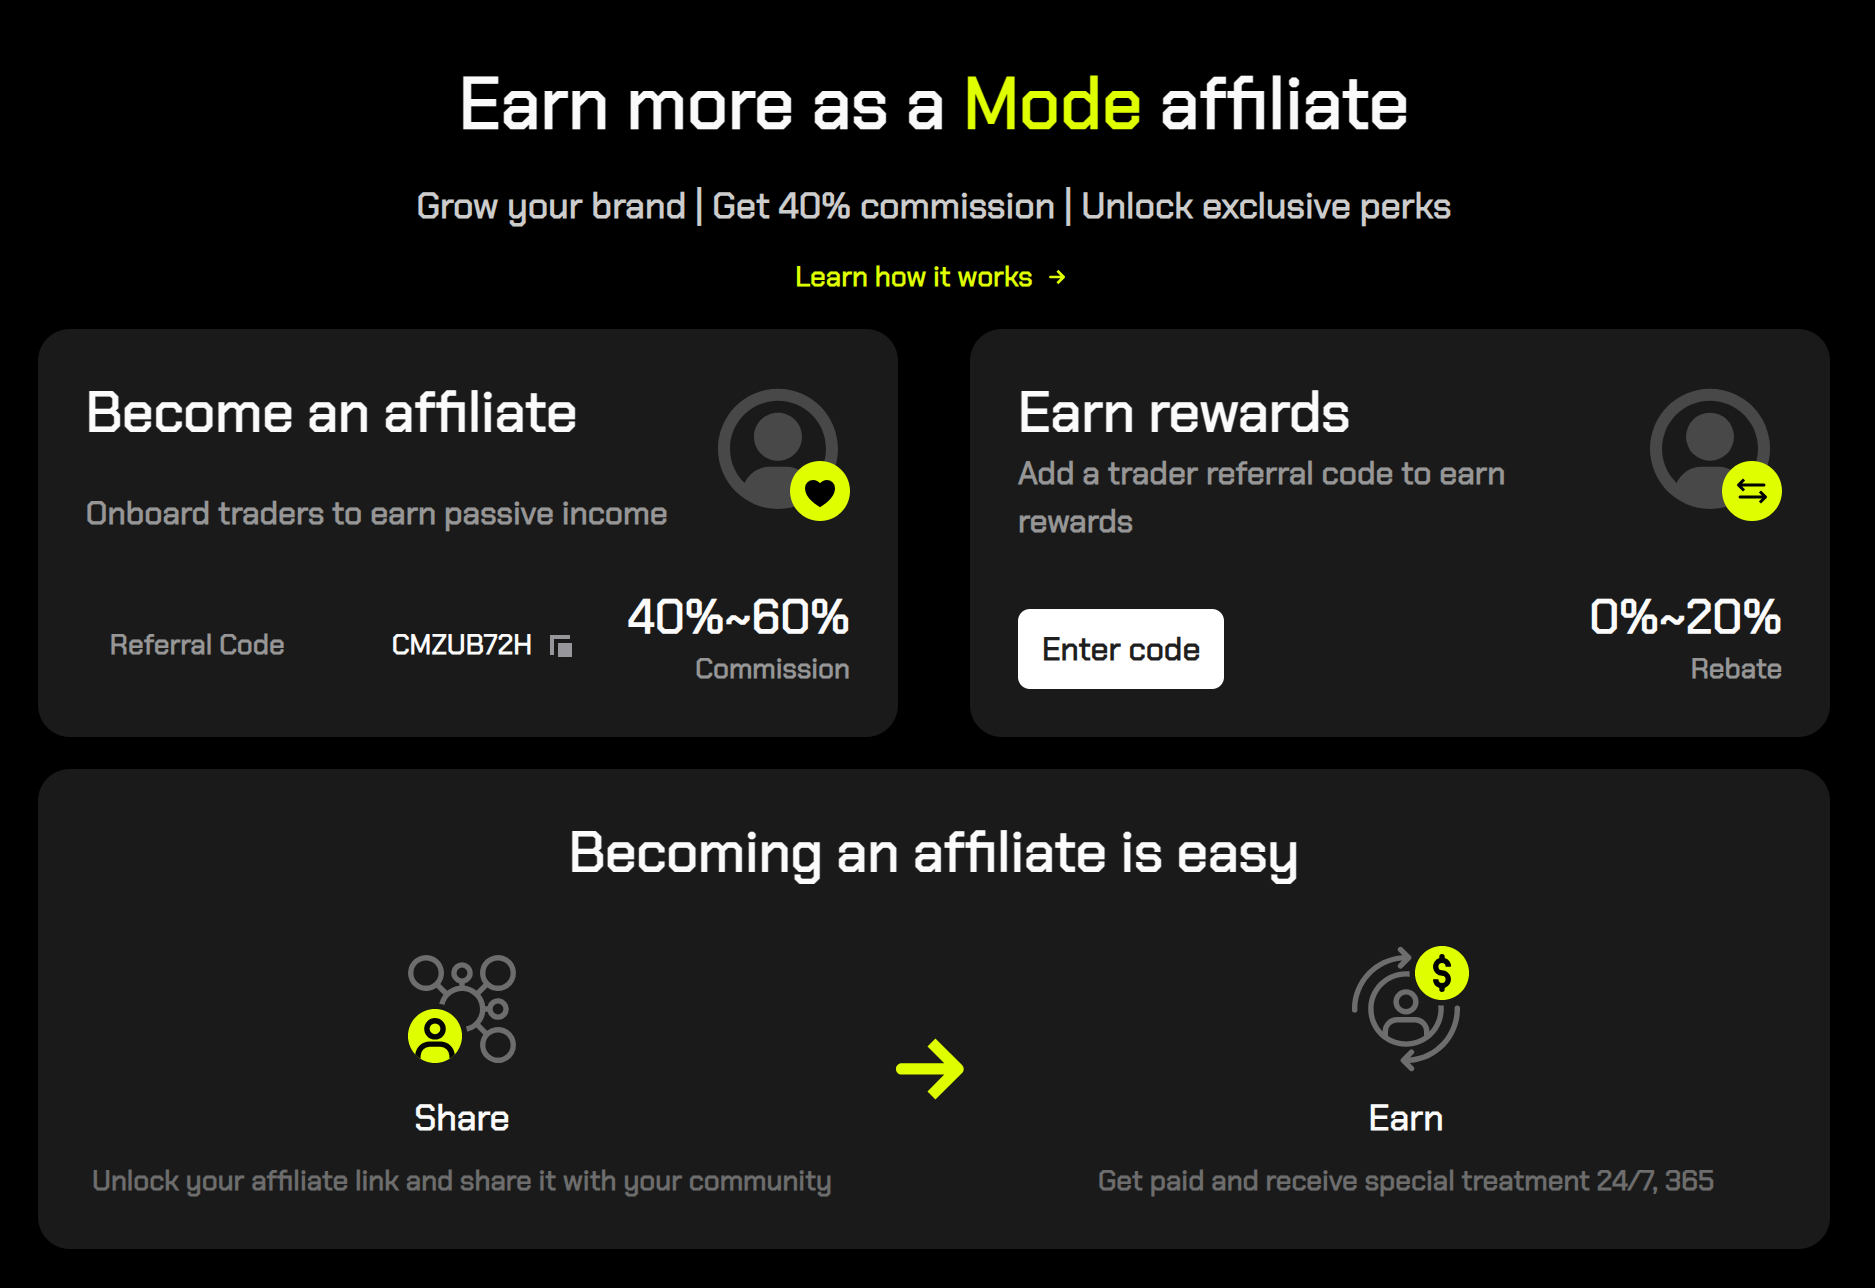 Earn more as a Mode affiliate
Grow your brand | Get 40% commission | Unlock exclusive perks
Learn how it works →
Become an affiliate
Onboard traders to earn passive income
Referral Code CMZUB72H
40%~60%
Commission
Earn rewards
Add a trader referral code to earn
rewards
Enter code
0%~20%
Rebate
Becoming an affiliate is easy
$
Share
Unlock your affiliate link and share it with your community
Earn
Get paid and receive special treatment 24/7, 365